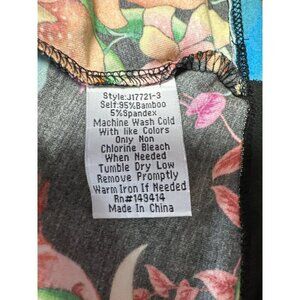 Style:J17721-3
Self:95%Bamboo
5%Spandex
Machine Wash Cold
With like Colors
Only Non
Chlorine Bleach
When Needed
Tumble Dry Low
Remove Promptly
Warm Iron If Needed
Rn#149414
Made In China